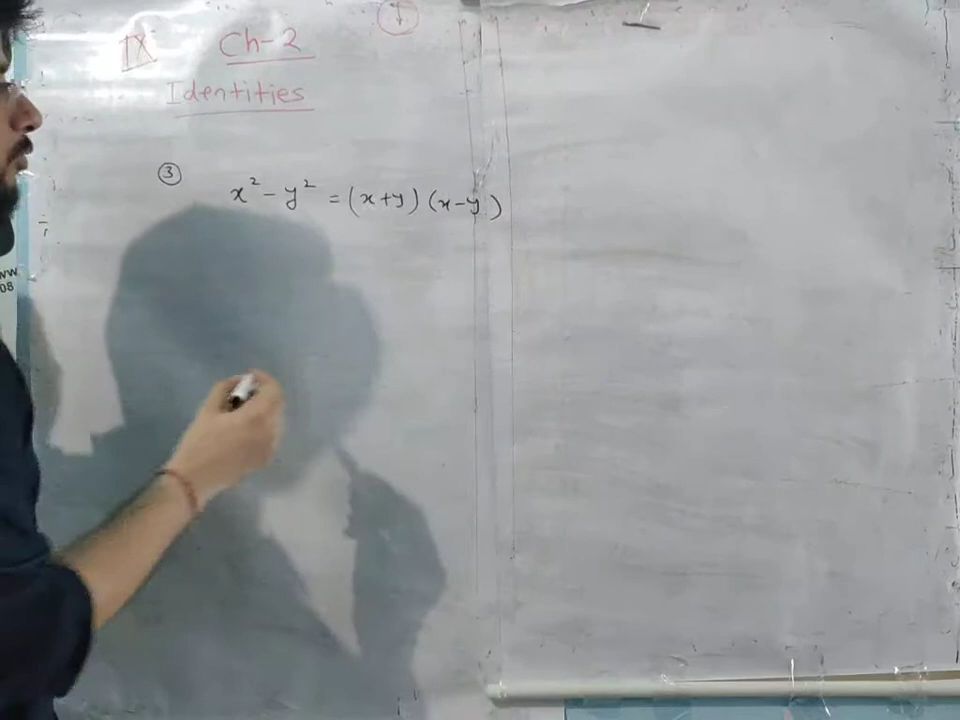 IX Ch-2
Identities
③
x² - y² = (x+y) (x-y)